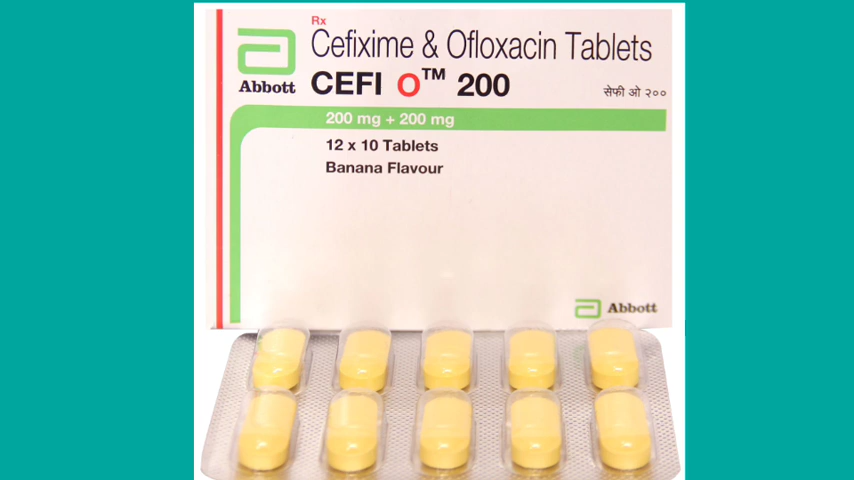 Rx
Cefixime & Ofloxacin Tablets
Abbott
CEFI O™ 200
सेफी ओ २००
200 mg + 200 mg
12 x 10 Tablets
Banana Flavour
Abbott